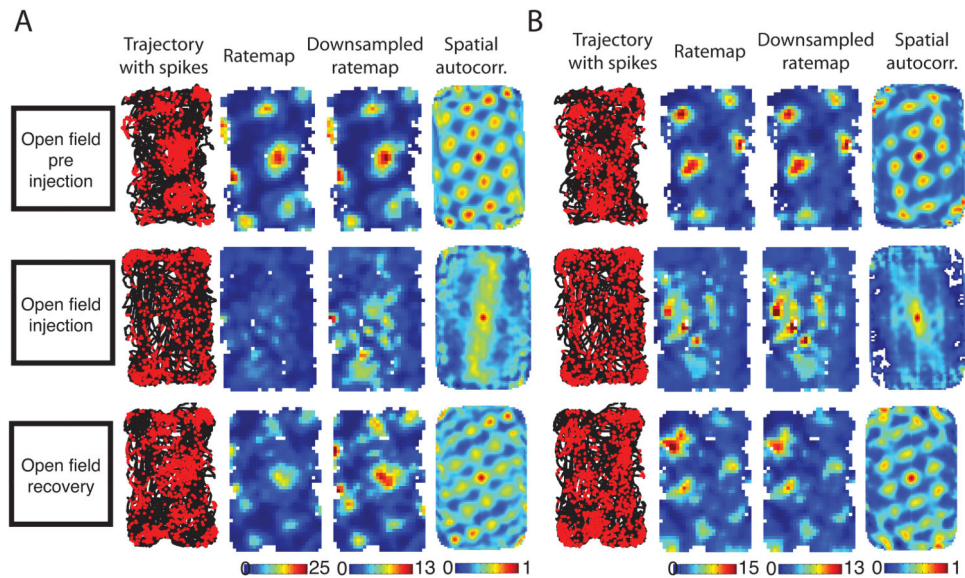 A
B
Trajectory
with spikes
Ratemap
Downsampled
ratemap
Spatial
autocorr.
Trajectory
with spikes
Ratemap
Downsampled
ratemap
Spatial
autocorr.
Open field
pre
injection
Open field
injection
Open field
recovery
0 25
0 13
0 1
0 15
0 13
0 1